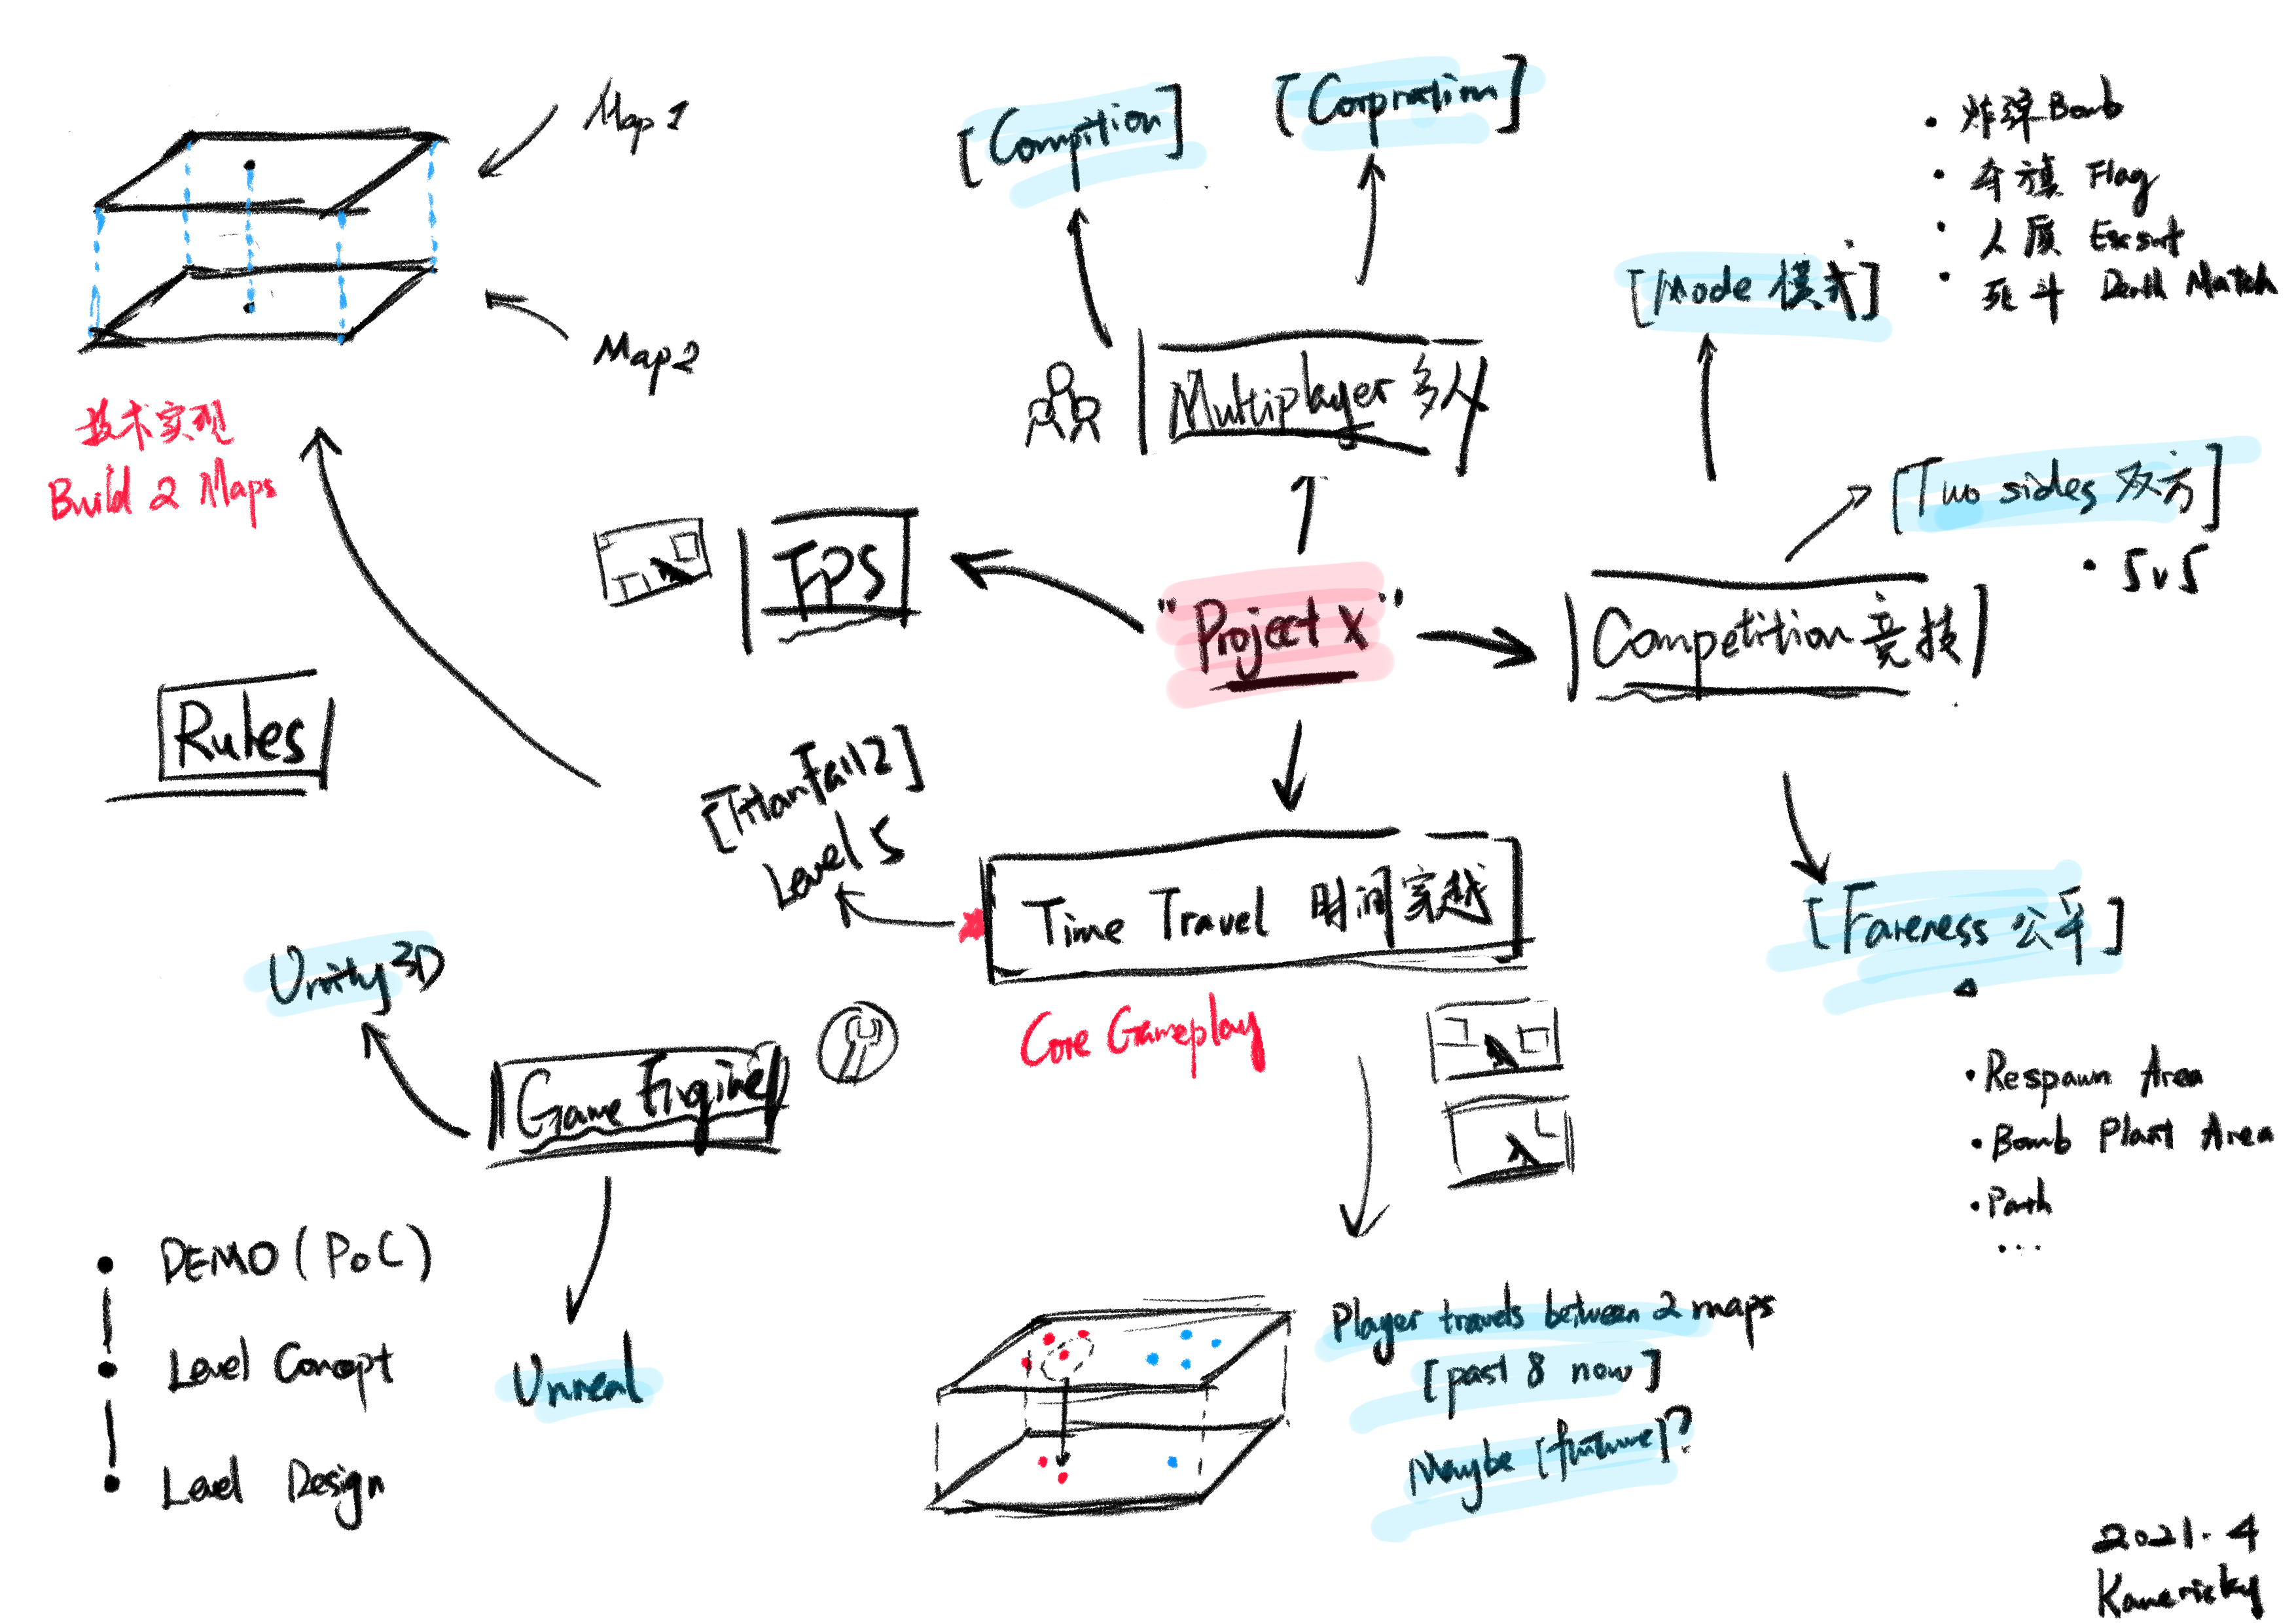 Map 1
Map 2
技术实现
Build 2 Maps
[Compition]
[Corpration]
Multiplayer 多人
• 炸弹 Bomb
• 夺旗 Flag
• 人质 Escort
• 死斗 Death Match
[Mode 模式]
[Two sides 双方]
• 5v5
FPS
"Project X"
Competition 竞技
Rules
[TitanFall2]
Level 5
Time Travel 时间穿越
Core Gameplay
[Fareness 公平]
• Respawn Area
• Bomb Plant Area
• Path
...
Unity3D
Game Engine
Unreal
• DEMO (PoC)
• Level Concept
• Level Design
Player travels between 2 maps
[past & now]
Maybe [future]?
2021.4